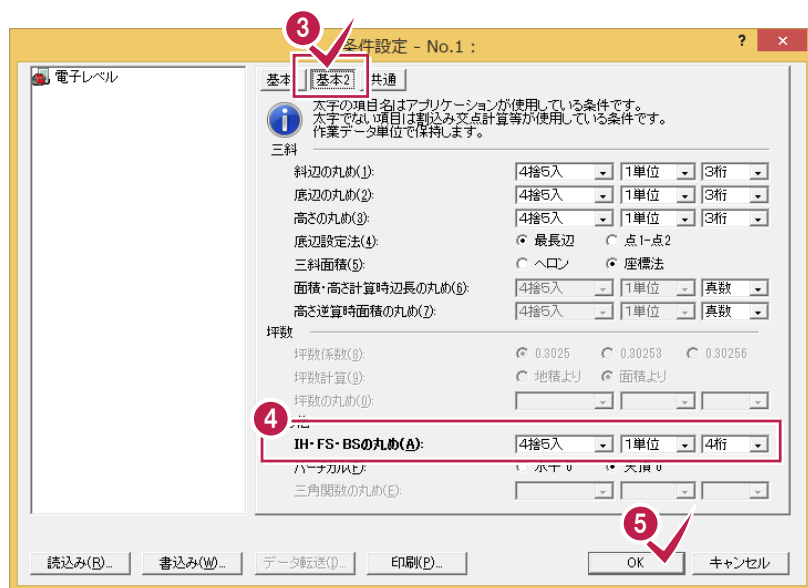 3
条件設定 - No.1 :
? ×
電子レベル
基本 基本2 共通
太字の項目名はアプリケーションが使用している条件です。
太字でない項目は割込み交点計算等が使用している条件です。
作業データ単位で保持します。
三斜
斜辺の丸め(1): 4捨5入 1単位 3桁
底辺の丸め(2): 4捨5入 1単位 3桁
高さの丸め(3): 4捨5入 1単位 3桁
底辺設定法(4): 最長辺 点1-点2
三斜面積(5): ヘロン 座標法
面積・高さ計算時辺長の丸め(6): 4捨5入 1単位 真数
高さ逆算時面積の丸め(7): 4捨5入 1単位 真数
坪数
坪数係数(8): 0.3025 0.30253 0.30256
坪数計算(9): 地積より 面積より
坪数の丸め(0):
4
他
IH・FS・BSの丸め(A): 4捨5入 1単位 4桁
バーチカル(F): 水平 0 天頂 0
三角関数の丸め(E):
5
読込み(R)... 書込み(W)... データ転送(I)... 印刷(P)... OK キャンセル